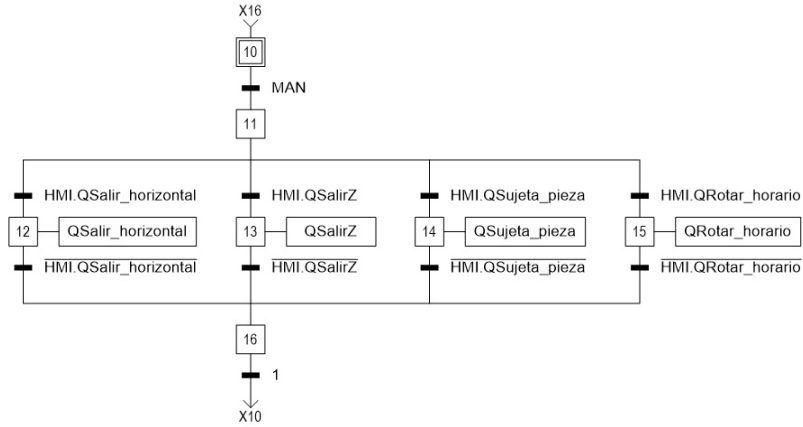 X16
10
MAN
11
HMI.QSalir_horizontal HMI.QSalirZ HMI.QSujeta_pieza HMI.QRotar_horario
12 QSalir_horizontal 13 QSalirZ 14 QSujeta_pieza 15 QRotar_horario
HMI.QSalir_horizontal HMI.QSalirZ HMI.QSujeta_pieza HMI.QRotar_horario
16
1
X10